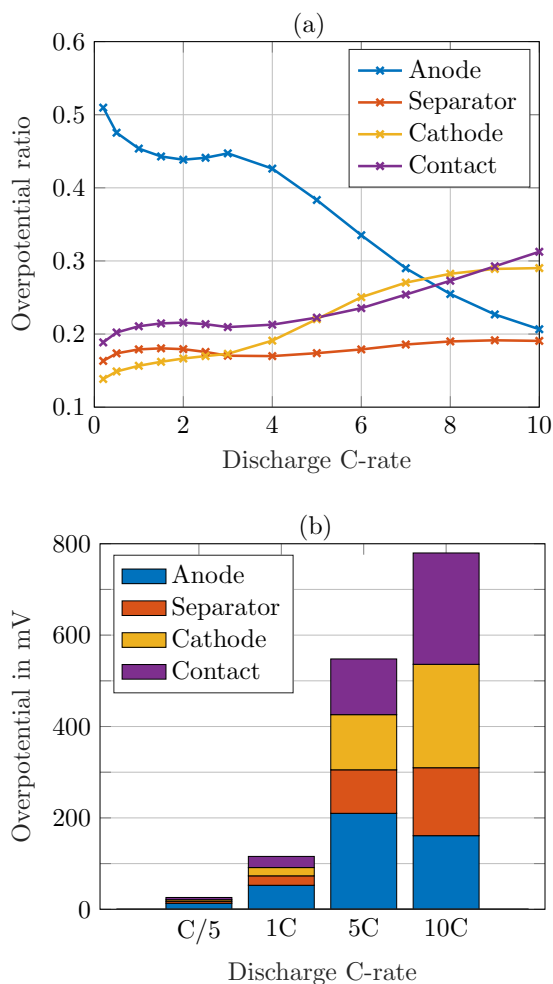 (a)
0.6
0.5
0.4
0.3
0.2
0.1
Overpotential ratio
Anode
Separator
Cathode
Contact
0 2 4 6 8 10
Discharge C-rate
(b)
800
600
400
200
0
Overpotential in mV
Anode
Separator
Cathode
Contact
C/5 1C 5C 10C
Discharge C-rate